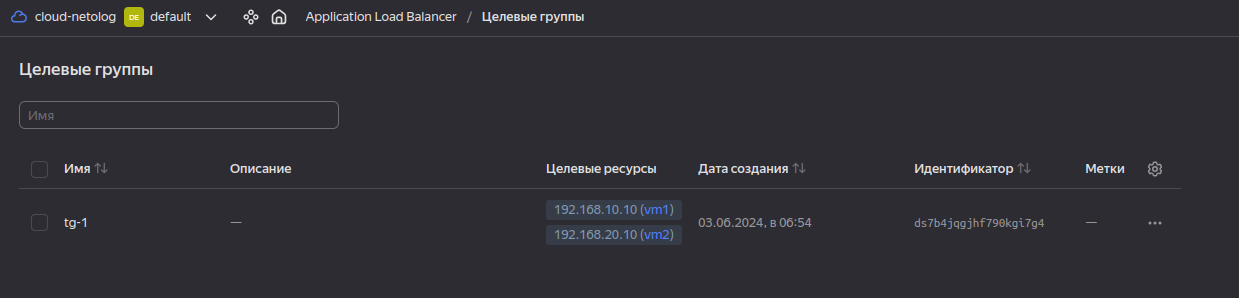 cloud-netolog DE default Application Load Balancer / Целевые группы
Целевые группы
Имя
Имя Описание Целевые ресурсы Дата создания Идентификатор Метки
tg-1 — 192.168.10.10 (vm1) 03.06.2024, в 06:54 ds7b4jqgjhf790kgi7g4 —
192.168.20.10 (vm2)